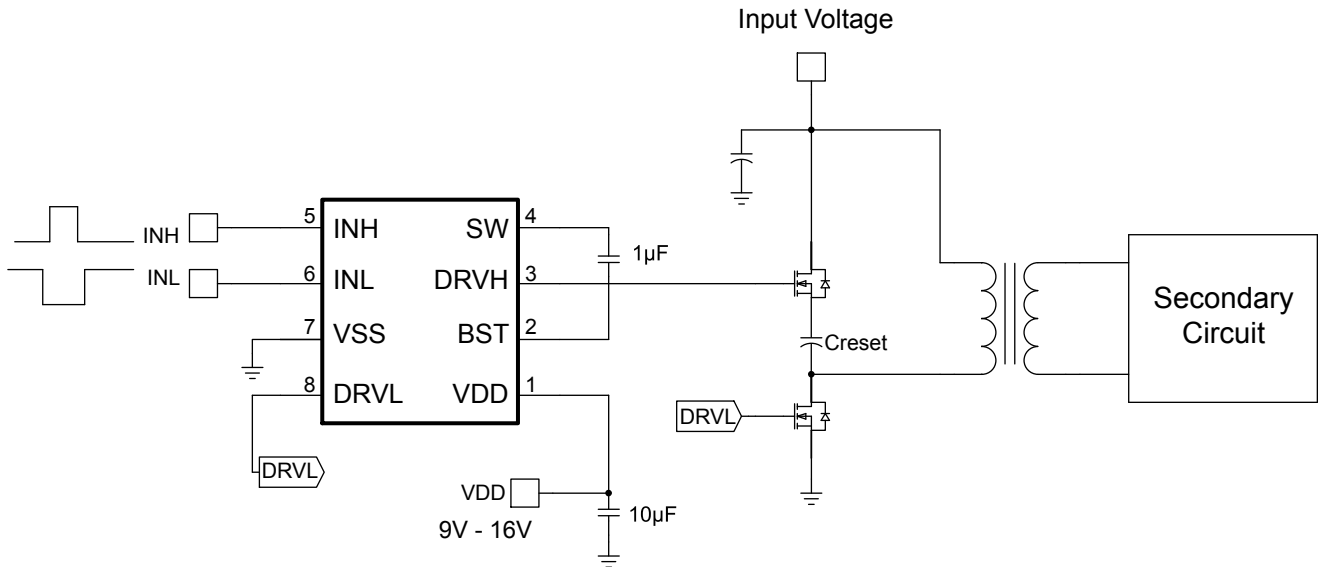 Input Voltage
INH
INL
5 INH SW 4
6 INL DRVH 3
7 VSS BST 2
8 DRVL VDD 1
1µF
Creset
DRVL
DRVL
VDD
9V - 16V
10µF
Secondary
Circuit